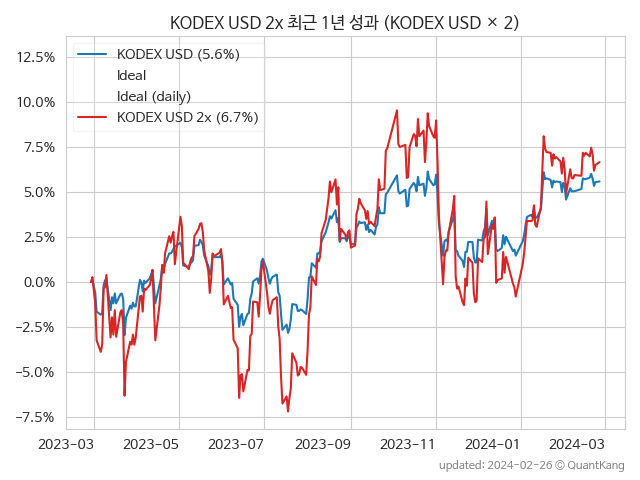 KODEX USD 2x 최근 1년 성과 (KODEX USD × 2)
KODEX USD (5.6%)
Ideal
Ideal (daily)
KODEX USD 2x (6.7%)
12.5%
10.0%
7.5%
5.0%
2.5%
0.0%
−2.5%
−5.0%
−7.5%
2023-03 2023-05 2023-07 2023-09 2023-11 2024-01 2024-03
updated: 2024-02-26 © QuantKang